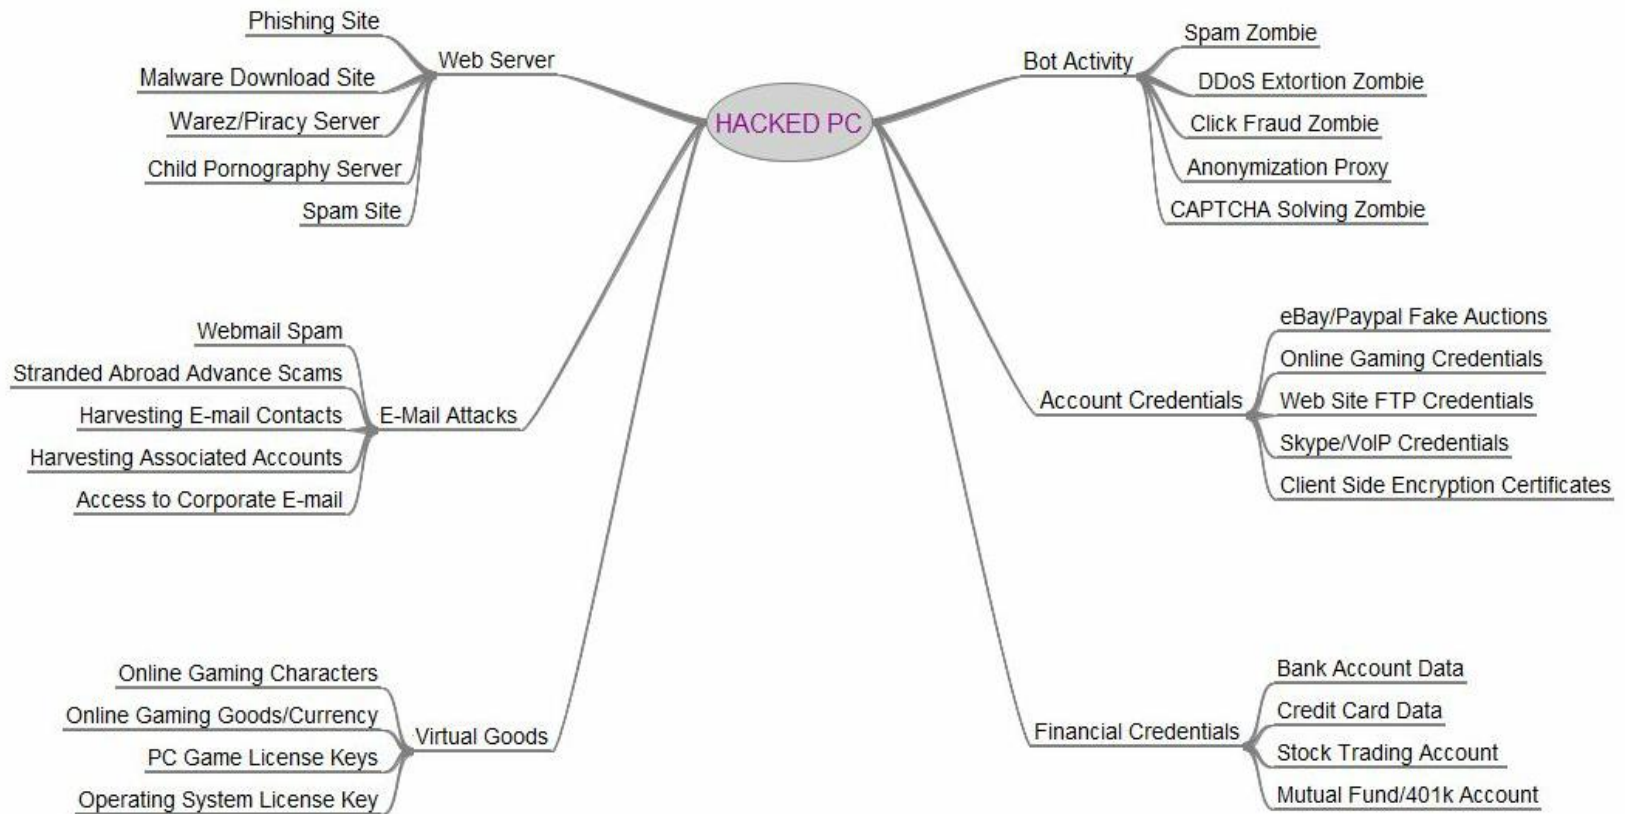 HACKED PC
Web Server
Phishing Site
Malware Download Site
Warez/Piracy Server
Child Pornography Server
Spam Site
E-Mail Attacks
Webmail Spam
Stranded Abroad Advance Scams
Harvesting E-mail Contacts
Harvesting Associated Accounts
Access to Corporate E-mail
Virtual Goods
Online Gaming Characters
Online Gaming Goods/Currency
PC Game License Keys
Operating System License Key
Bot Activity
Spam Zombie
DDoS Extortion Zombie
Click Fraud Zombie
Anonymization Proxy
CAPTCHA Solving Zombie
Account Credentials
eBay/Paypal Fake Auctions
Online Gaming Credentials
Web Site FTP Credentials
Skype/VoIP Credentials
Client Side Encryption Certificates
Financial Credentials
Bank Account Data
Credit Card Data
Stock Trading Account
Mutual Fund/401k Account